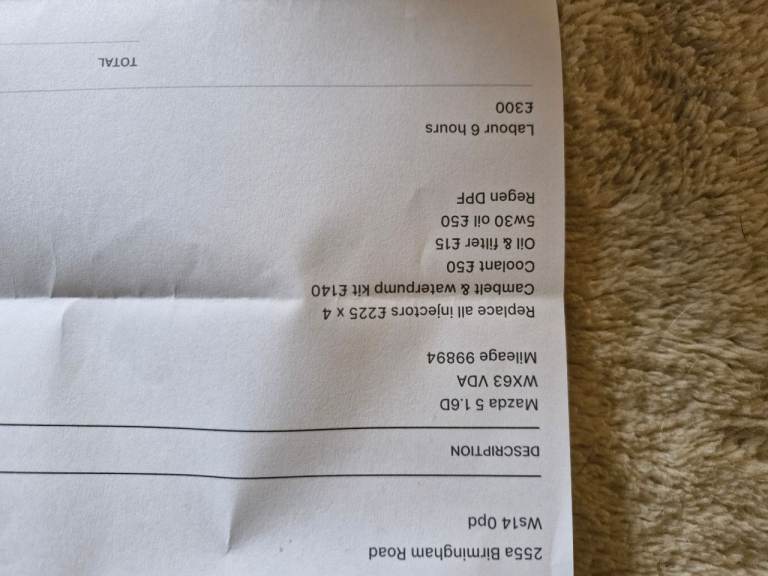 255a Birmingham Road
Ws14 0pd
DESCRIPTION
Mazda 5 1.6D
WX63 VDA
Mileage 99894
Replace all injectors £225 x 4
Cambelt & waterpump kit £140
Coolant £50
Oil & filter £15
5w30 oil £50
Regen DPF
Labour 6 hours
£300
TOTAL